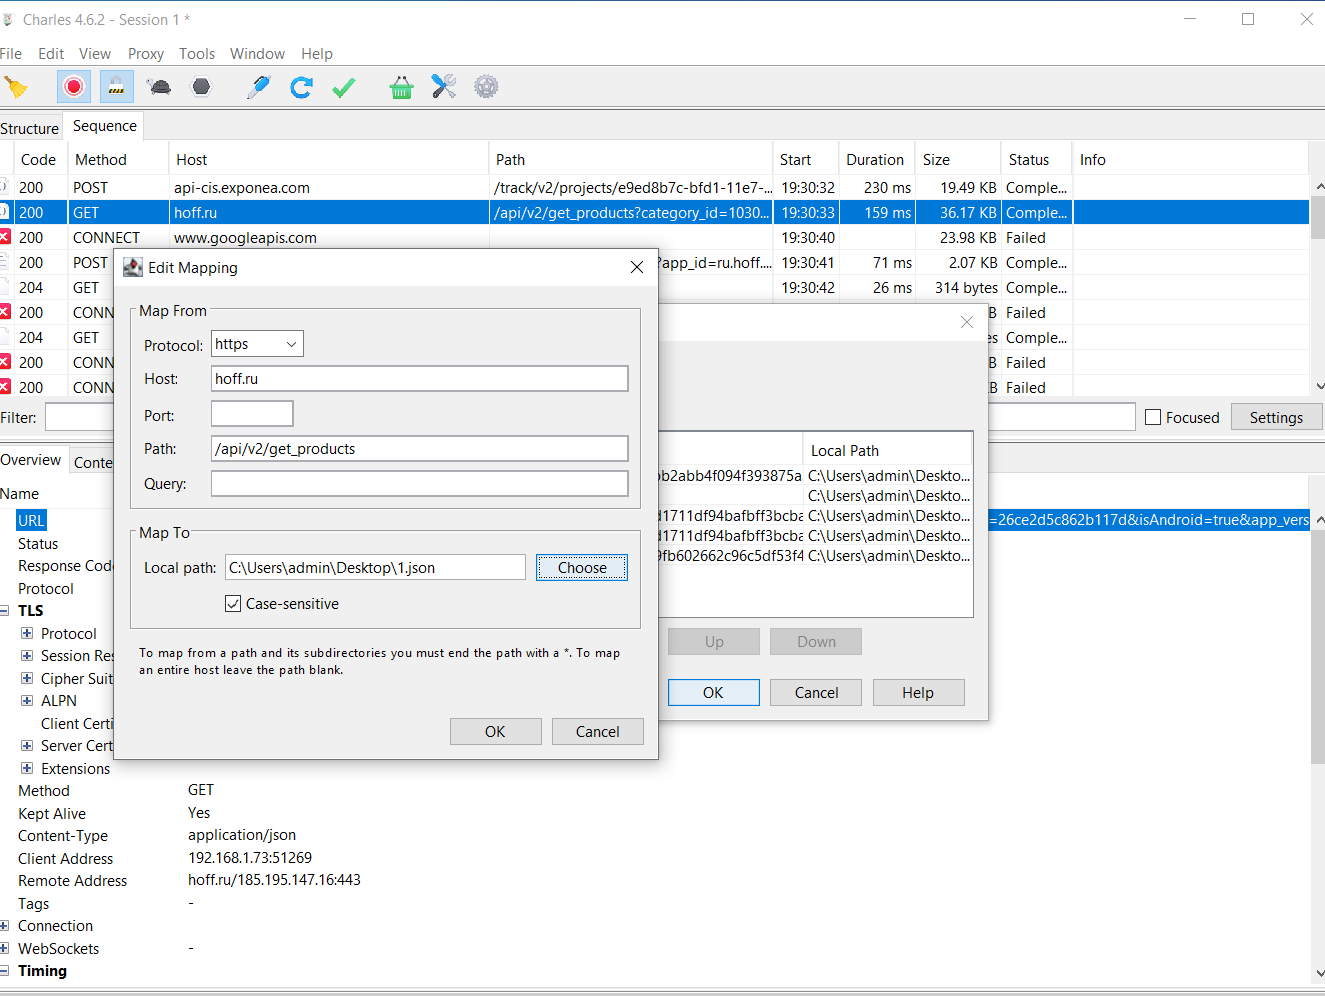 Charles 4.6.2 - Session 1 *
File Edit View Proxy Tools Window Help
Structure Sequence
Code Method Host Path Start Duration Size Status Info
200 POST api-cis.exponea.com /track/v2/projects/e9ed8b7c-bfd1-11e7-... 19:30:32 230 ms 19.49 KB Comple...
200 GET hoff.ru /api/v2/get_products?category_id=1030... 19:30:33 159 ms 36.17 KB Comple...
200 CONNECT www.googleapis.com 19:30:40 23.98 KB Failed
200 POST ?app_id=ru.hoff.... 19:30:41 71 ms 2.07 KB Comple...
204 GET 19:30:42 26 ms 314 bytes Comple...
200 CONN B Failed
204 GET es Comple...
200 CONN B Failed
200 CONN B Failed
Filter: Focused Settings
Overview Conte
Name
URL =26ce2d5c862b117d&isAndroid=true&app_vers
Status
Response Code
Protocol
TLS
Protocol
Session Res
Cipher Suit
ALPN
Client Certi
Server Cert
Extensions
Method GET
Kept Alive Yes
Content-Type application/json
Client Address 192.168.1.73:51269
Remote Address hoff.ru/185.195.147.16:443
Tags -
Connection
WebSockets -
Timing
Edit Mapping
Map From
Protocol: https
Host: hoff.ru
Port:
Path: /api/v2/get_products
Query:
Map To
Local path: C:\Users\admin\Desktop\1.json Choose
Case-sensitive
To map from a path and its subdirectories you must end the path with a *. To map
an entire host leave the path blank.
OK Cancel
Local Path
b2abb4f094f393875a C:\Users\admin\Deskto...
C:\Users\admin\Deskto...
d1711df94bafbff3bcba C:\Users\admin\Deskto...
d1711df94bafbff3bcba C:\Users\admin\Deskto...
9fb602662c96c5df53f4 C:\Users\admin\Deskto...
Up Down
OK Cancel Help